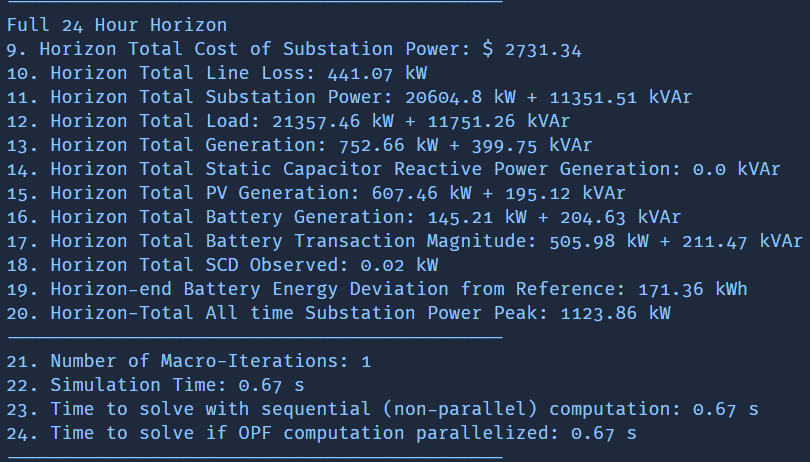 Full 24 Hour Horizon
9. Horizon Total Cost of Substation Power: $ 2731.34
10. Horizon Total Line Loss: 441.07 kW
11. Horizon Total Substation Power: 20604.8 kW + 11351.51 kVAr
12. Horizon Total Load: 21357.46 kW + 11751.26 kVAr
13. Horizon Total Generation: 752.66 kW + 399.75 kVAr
14. Horizon Total Static Capacitor Reactive Power Generation: 0.0 kVAr
15. Horizon Total PV Generation: 607.46 kW + 195.12 kVAr
16. Horizon Total Battery Generation: 145.21 kW + 204.63 kVAr
17. Horizon Total Battery Transaction Magnitude: 505.98 kW + 211.47 kVAr
18. Horizon Total SCD Observed: 0.02 kW
19. Horizon-end Battery Energy Deviation from Reference: 171.36 kWh
20. Horizon-Total All time Substation Power Peak: 1123.86 kW
21. Number of Macro-Iterations: 1
22. Simulation Time: 0.67 s
23. Time to solve with sequential (non-parallel) computation: 0.67 s
24. Time to solve if OPF computation parallelized: 0.67 s